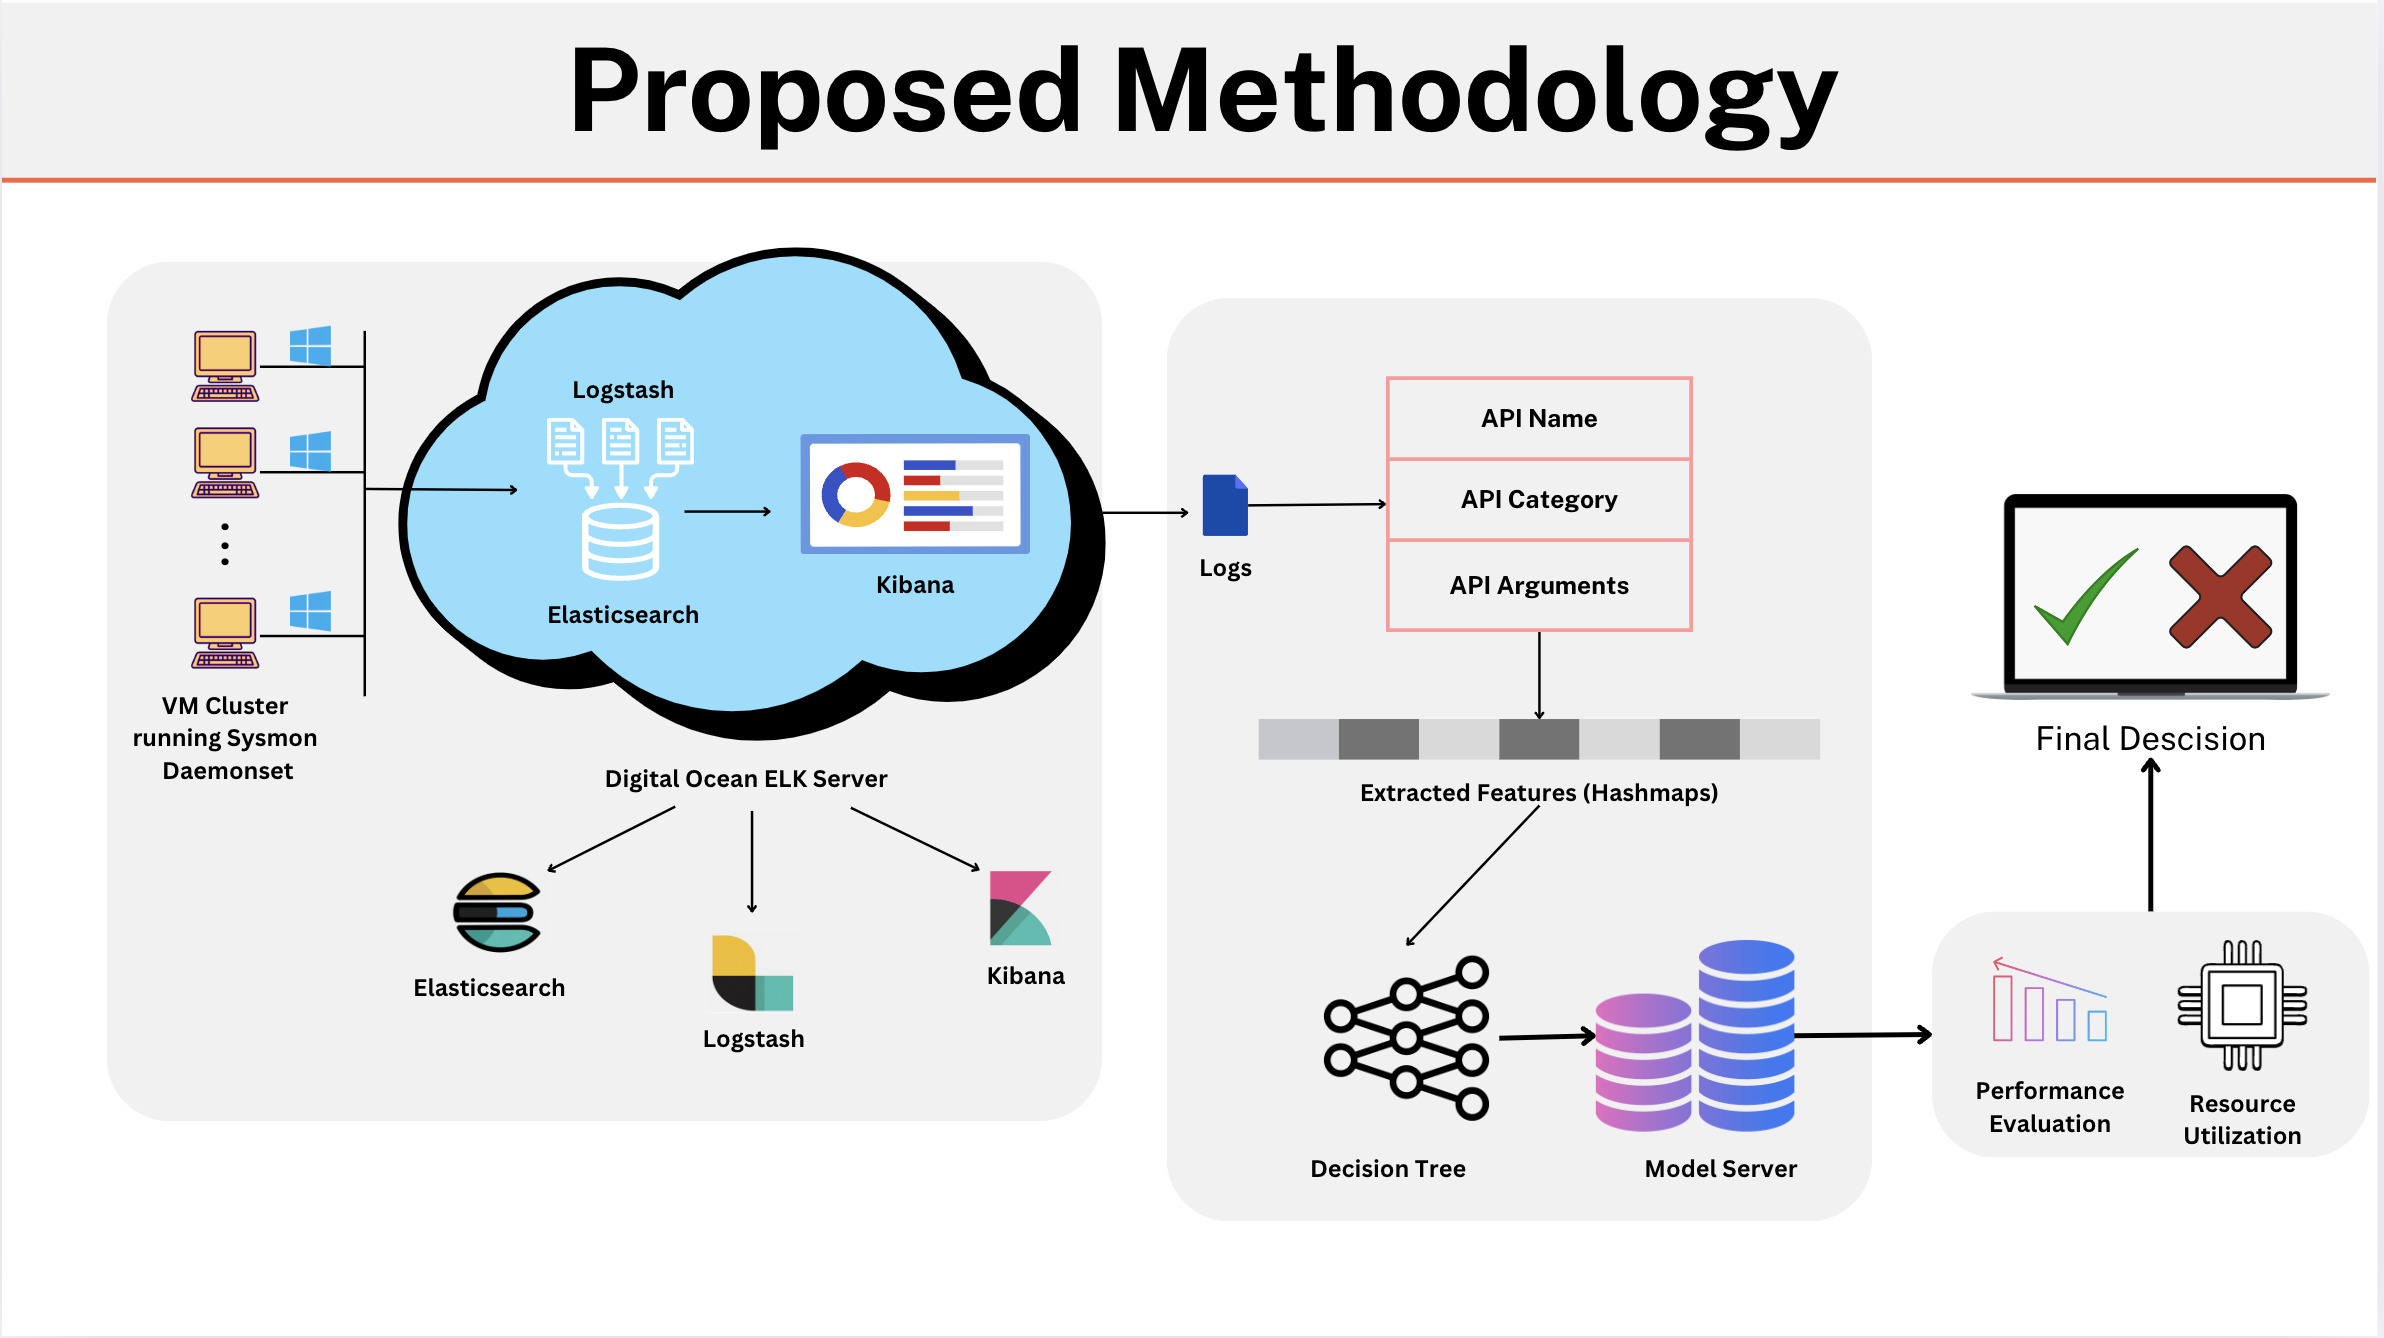 Proposed Methodology
Logstash
Elasticsearch
Kibana
VM Cluster
running Sysmon
Daemonset
Digital Ocean ELK Server
Elasticsearch
Logstash
Kibana
Logs
API Name
API Category
API Arguments
Extracted Features (Hashmaps)
Decision Tree
Model Server
Performance
Evaluation
Resource
Utilization
Final Descision